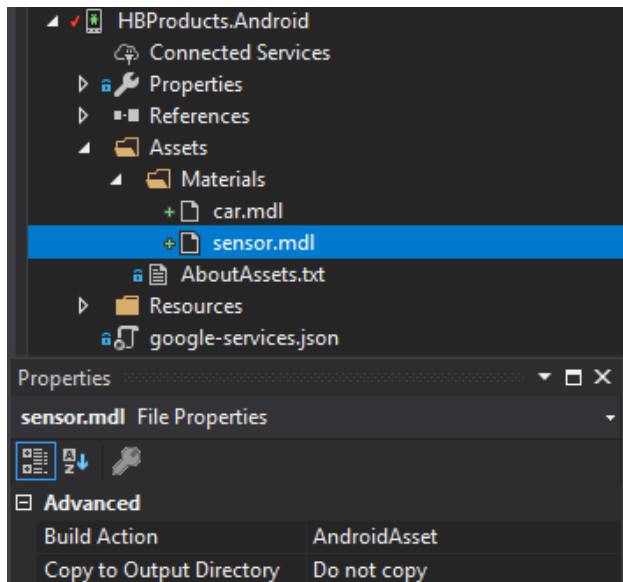 HBProducts.Android
Connected Services
Properties
References
Assets
Materials
car.mdl
sensor.mdl
AboutAssets.txt
Resources
google-services.json
Properties
sensor.mdl File Properties
Advanced
Build Action AndroidAsset
Copy to Output Directory Do not copy